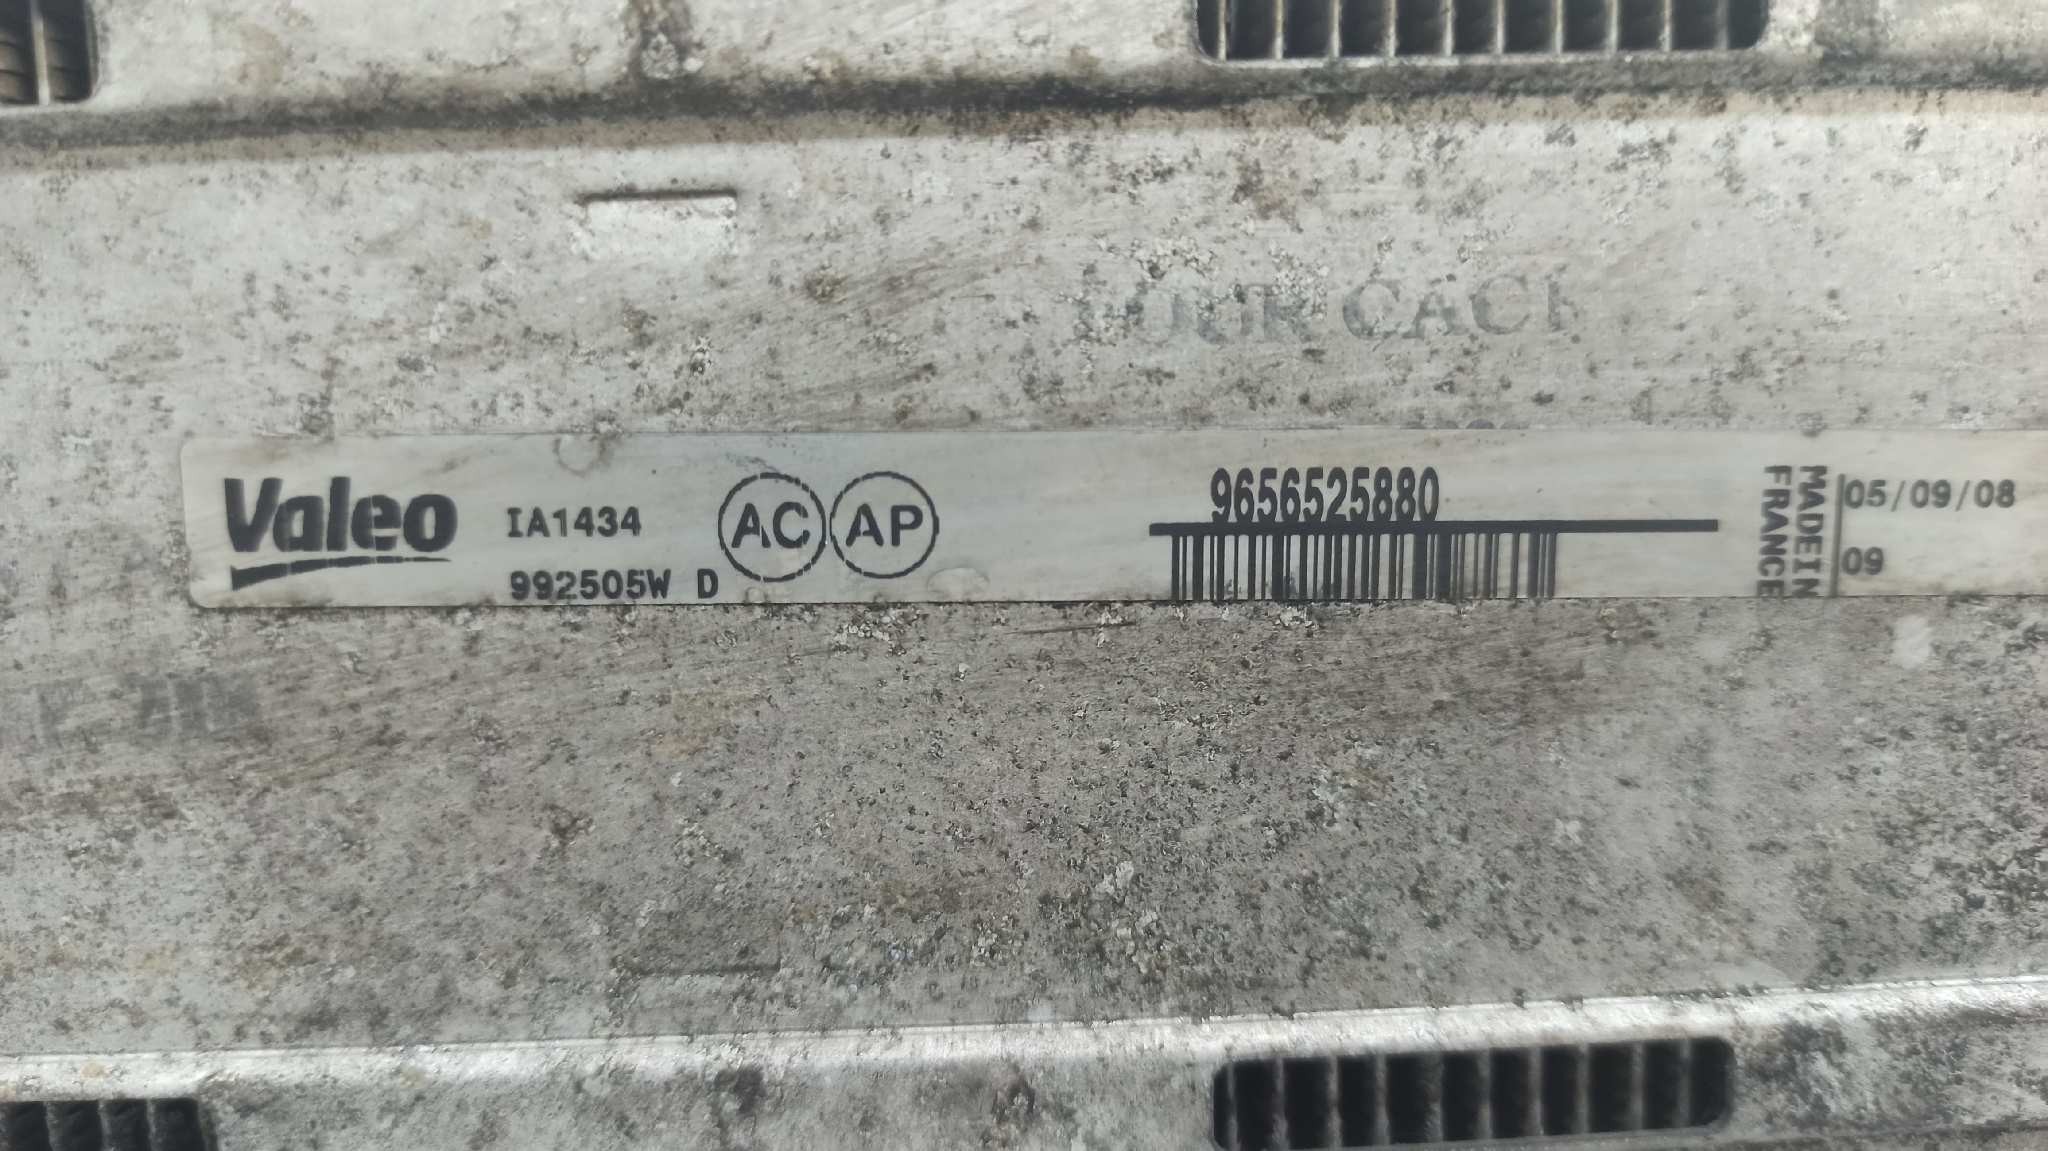 Valeo
IA1434
992505W D
AC
AP
9656525880
MADE IN
FRANCE
05/09/08
09